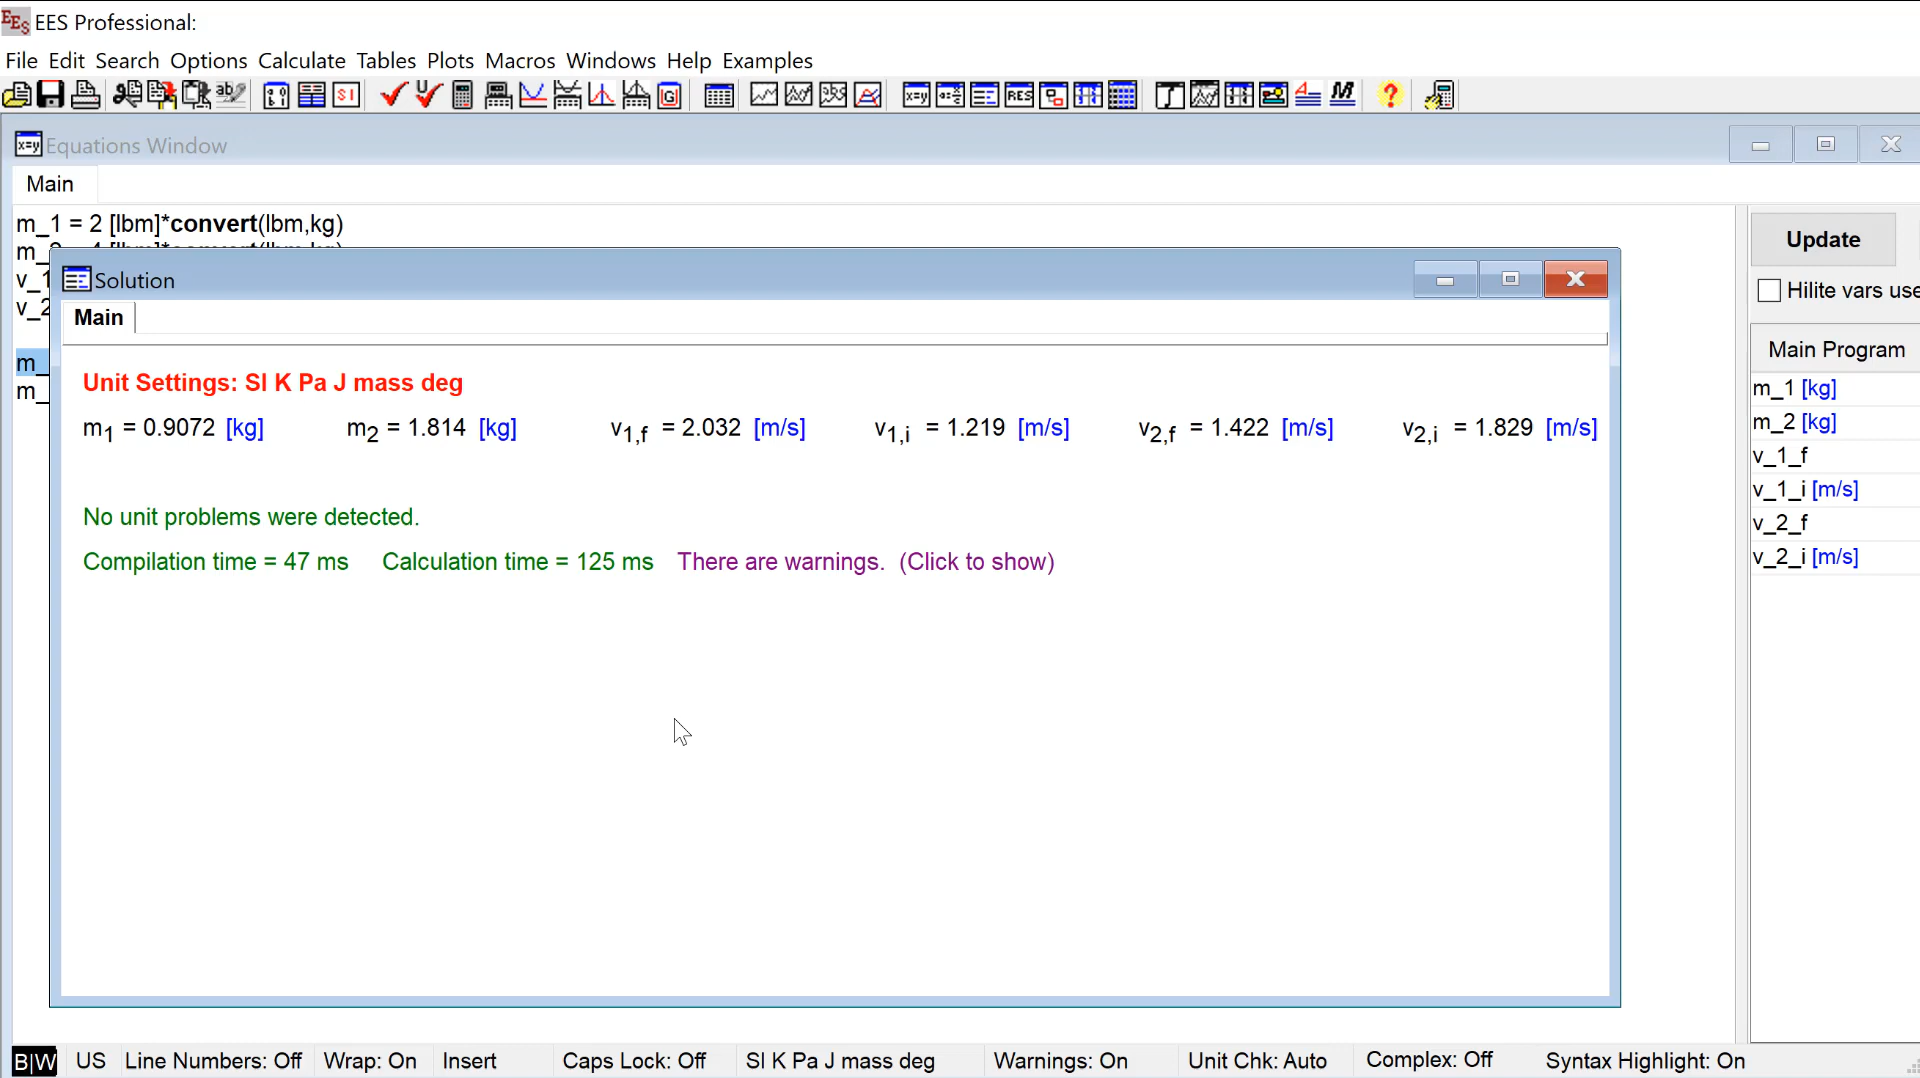 EES Professional:
File Edit Search Options Calculate Tables Plots Macros Windows Help Examples
Equations Window
Main
m_1 = 2 [lbm]*convert(lbm,kg)
Update
Solution
Hilite vars
Main
Main Program
Unit Settings: SI K Pa J mass deg
m_1 [kg]
m1 = 0.9072 [kg] m2 = 1.814 [kg] v1,f = 2.032 [m/s] v1,i = 1.219 [m/s] v2,f = 1.422 [m/s] v2,i = 1.829 [m/s]
m_2 [kg]
v_1_f
v_1_i [m/s]
v_2_f
v_2_i [m/s]
No unit problems were detected.
Compilation time = 47 ms Calculation time = 125 ms There are warnings. (Click to show)
B|W US Line Numbers: Off Wrap: On Insert Caps Lock: Off SI K Pa J mass deg Warnings: On Unit Chk: Auto Complex: Off Syntax Highlight: On